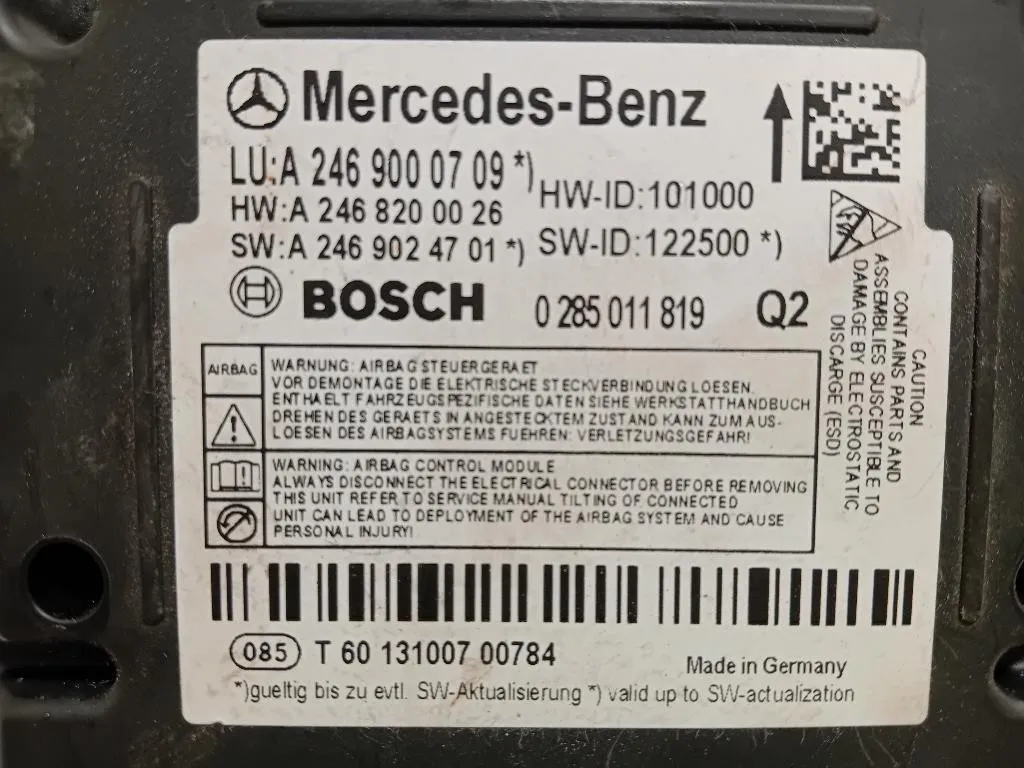 Mercedes-Benz
LU:A 246 900 07 09 *)
HW-ID:101000
HW:A 246 820 00 26
SW:A 246 902 47 01 *)
SW-ID:122500 *)
BOSCH
0 285 011 819
Q2
CAUTION
CONTAINS PARTS AND
ASSEMBLIES SUSCEPTIBLE TO
DAMAGE BY ELECTROSTATIC
DISCARGE (ESD)
AIRBAG
WARNUNG: AIRBAG STEUERGERAET
VOR DEMONTAGE DIE ELEKTRISCHE STECKVERBINDUNG LOESEN.
ENTHAELT FAHRZEUGSPEZIFISCHE DATEN SIEHE WERKSTATTHANDBUCH
DREHEN DES GERAETS IN ANGESTECKTEM ZUSTAND KANN ZUM AUS-
LOESEN DES AIRBAGSYSTEMS FUEHREN: VERLETZUNGSGEFAHR!
WARNING: AIRBAG CONTROL MODULE
ALWAYS DISCONNECT THE ELECTRICAL CONNECTOR BEFORE REMOVING
THIS UNIT REFER TO SERVICE MANUAL TILTING OF CONNECTED
UNIT CAN LEAD TO DEPLOYMENT OF THE AIRBAG SYSTEM AND CAUSE
PERSONAL INJURY!
085 T 60 131007 00784
Made in Germany
*)gueltig bis zu evtl. SW-Aktualisierung *) valid up to SW-actualization